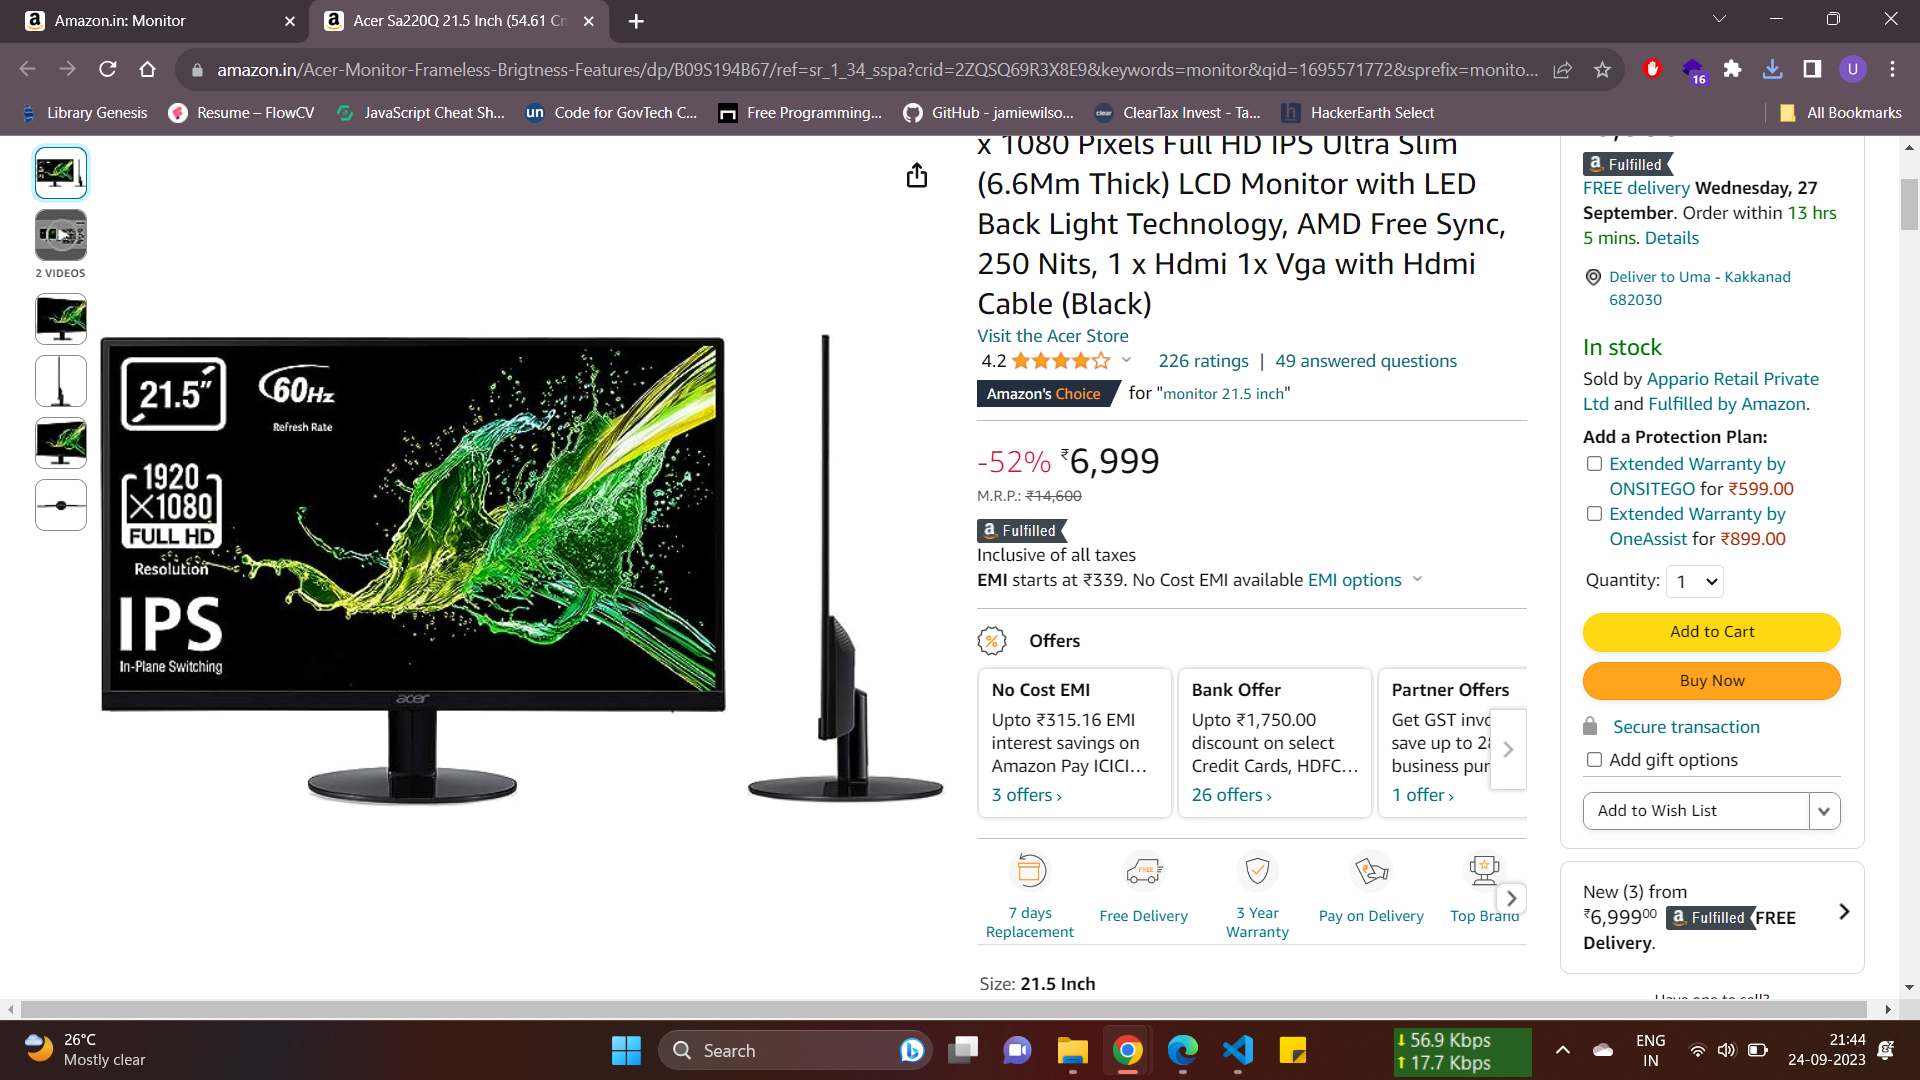 Amazon.in: Monitor
Acer Sa220Q 21.5 Inch (54.61 Cm
amazon.in/Acer-Monitor-Frameless-Brigtness-Features/dp/B09S194B67/ref=sr_1_34_sspa?crid=2ZQSQ69R3X8E9&keywords=monitor&qid=1695571772&sprefix=monito...
16
U
Library Genesis
Resume – FlowCV
JavaScript Cheat Sh...
un Code for GovTech C...
Free Programming...
GitHub - jamiewilso...
clear ClearTax Invest - Ta...
h HackerEarth Select
All Bookmarks
2 VIDEOS
21.5"
60Hz
Refresh Rate
1920
X1080
FULL HD
Resolution
IPS
In-Plane Switching
acer
x 1080 Pixels Full HD IPS Ultra Slim
(6.6Mm Thick) LCD Monitor with LED
Back Light Technology, AMD Free Sync,
250 Nits, 1 x Hdmi 1x Vga with Hdmi
Cable (Black)
Visit the Acer Store
4.2
226 ratings | 49 answered questions
Amazon's Choice for "monitor 21.5 inch"
-52% ₹6,999
M.R.P.: ₹14,600
a Fulfilled
Inclusive of all taxes
EMI starts at ₹339. No Cost EMI available EMI options
Offers
No Cost EMI
Upto ₹315.16 EMI
interest savings on
Amazon Pay ICICI...
3 offers ›
Bank Offer
Upto ₹1,750.00
discount on select
Credit Cards, HDFC...
26 offers ›
Partner Offers
Get GST invo
save up to 28
business pur
1 offer ›
7 days
Replacement
Free Delivery
FREE
3 Year
Warranty
Pay on Delivery
Top Brand
Size: 21.5 Inch
a Fulfilled
FREE delivery Wednesday, 27
September. Order within 13 hrs
5 mins. Details
Deliver to Uma - Kakkanad
682030
In stock
Sold by Appario Retail Private
Ltd and Fulfilled by Amazon.
Add a Protection Plan:
Extended Warranty by
ONSITEGO for ₹599.00
Extended Warranty by
OneAssist for ₹899.00
Quantity: 1
Add to Cart
Buy Now
Secure transaction
Add gift options
Add to Wish List
New (3) from
₹6,999⁰⁰ a Fulfilled FREE
Delivery.
Have one to sell?
26°C
Mostly clear
Search
56.9 Kbps
17.7 Kbps
ENG
IN
21:44
24-09-2023